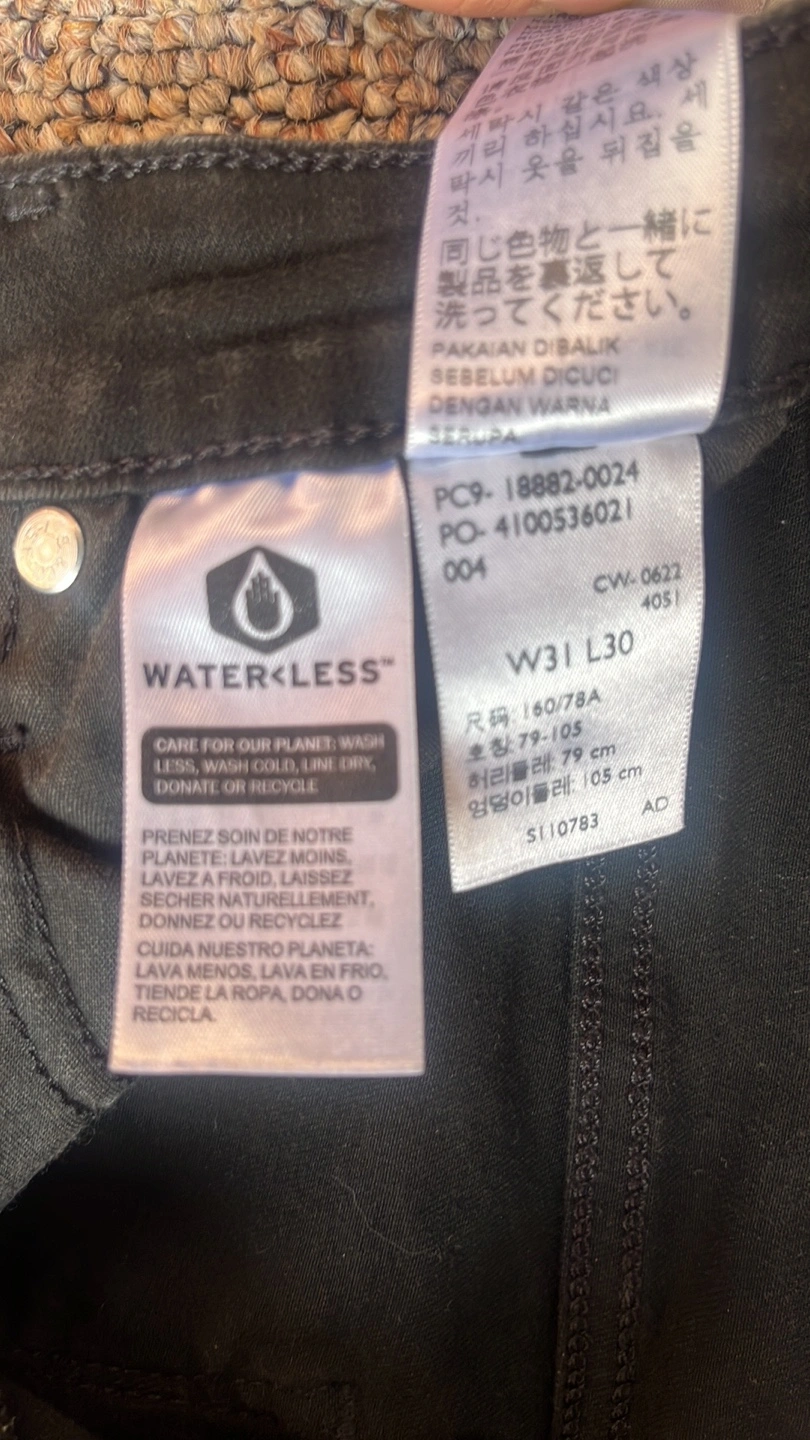 세탁시 같은 색상
끼리 하십시요. 세
탁시 옷을 뒤집을
것.
同じ色物と一緒に
製品を裏返して
洗ってください。
PAKAIAN DIBALIK
SEBELUM DICUCI
DENGAN WARNA
SERUPA
PC9- 18882-0024
PO- 4100536021
004
CW- 0622
4051
W31 L30
尺码: 160/78A
호칭: 79-105
허리둘레: 79 cm
엉덩이둘레: 105 cm
S110783 AD
WATER<LESS™
CARE FOR OUR PLANET: WASH
LESS, WASH COLD, LINE DRY,
DONATE OR RECYCLE
PRENEZ SOIN DE NOTRE
PLANETE: LAVEZ MOINS,
LAVEZ A FROID, LAISSEZ
SECHER NATURELLEMENT,
DONNEZ OU RECYCLEZ
CUIDA NUESTRO PLANETA:
LAVA MENOS, LAVA EN FRIO,
TIENDE LA ROPA, DONA O
RECICLA.